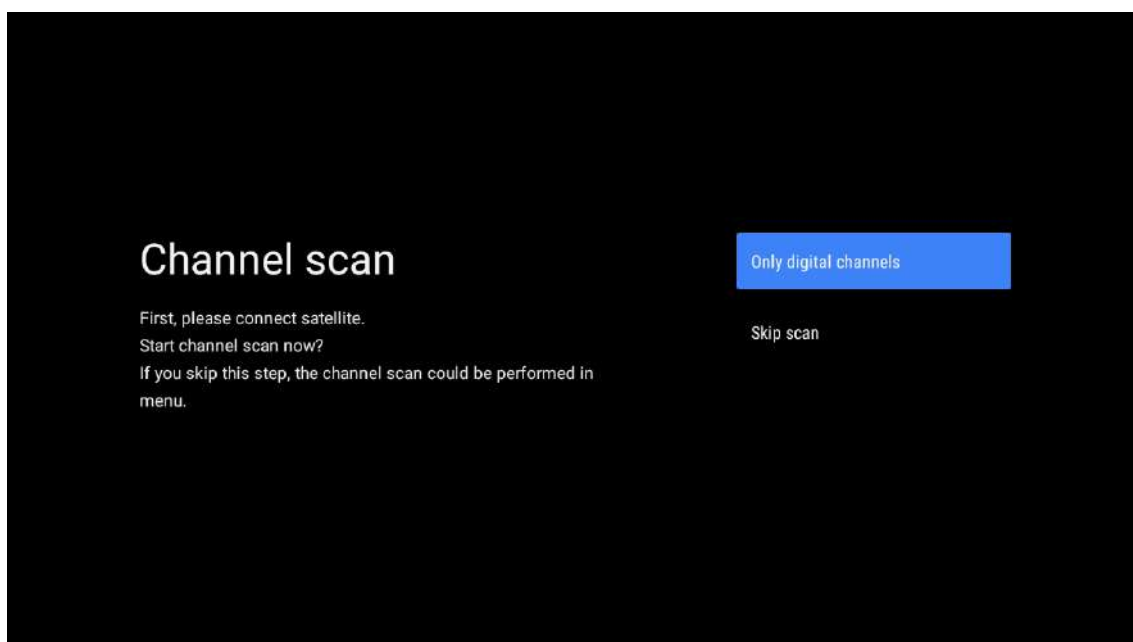 Channel scan
First, please connect satellite.
Start channel scan now?
If you skip this step, the channel scan could be performed in
menu.
Only digital channels
Skip scan